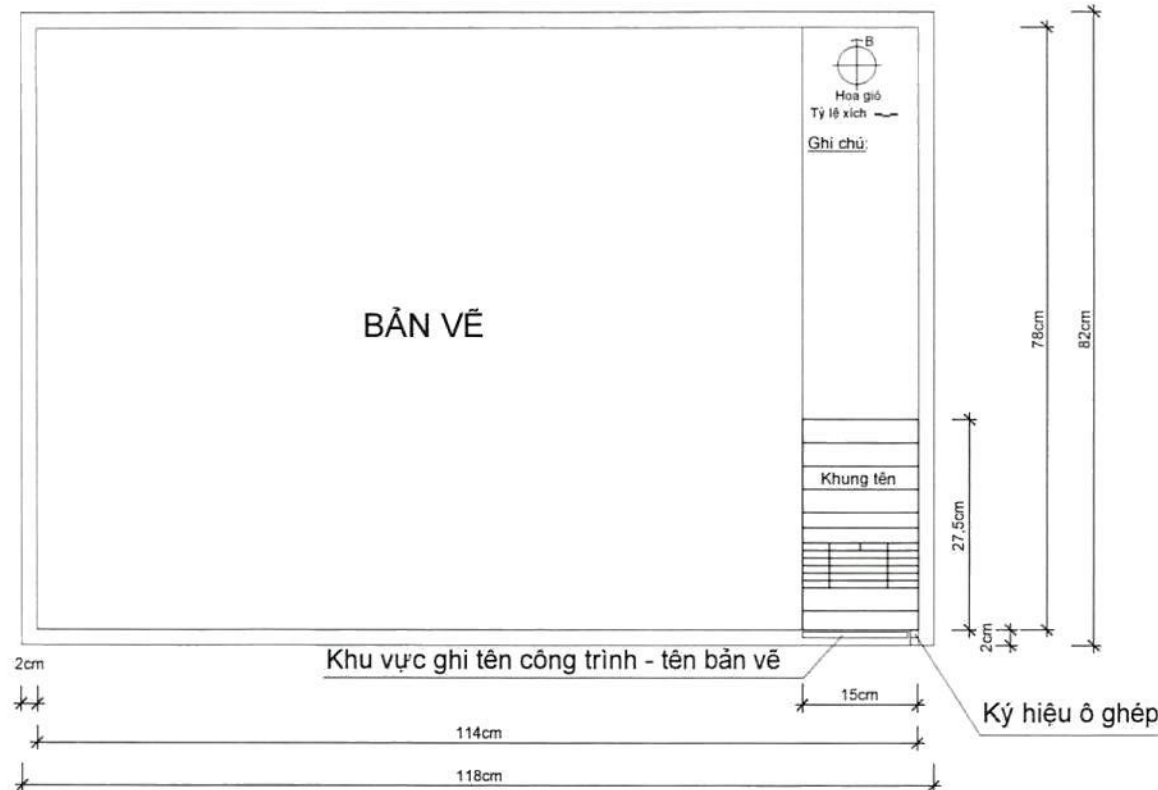 B
Hoa gió
Tỷ lệ xích
Ghi chú:
BẢN VẼ
78cm
82cm
Khung tên
27,5cm
2cm
2cm
Khu vực ghi tên công trình - tên bản vẽ
15cm
Ký hiệu ô ghép
114cm
118cm